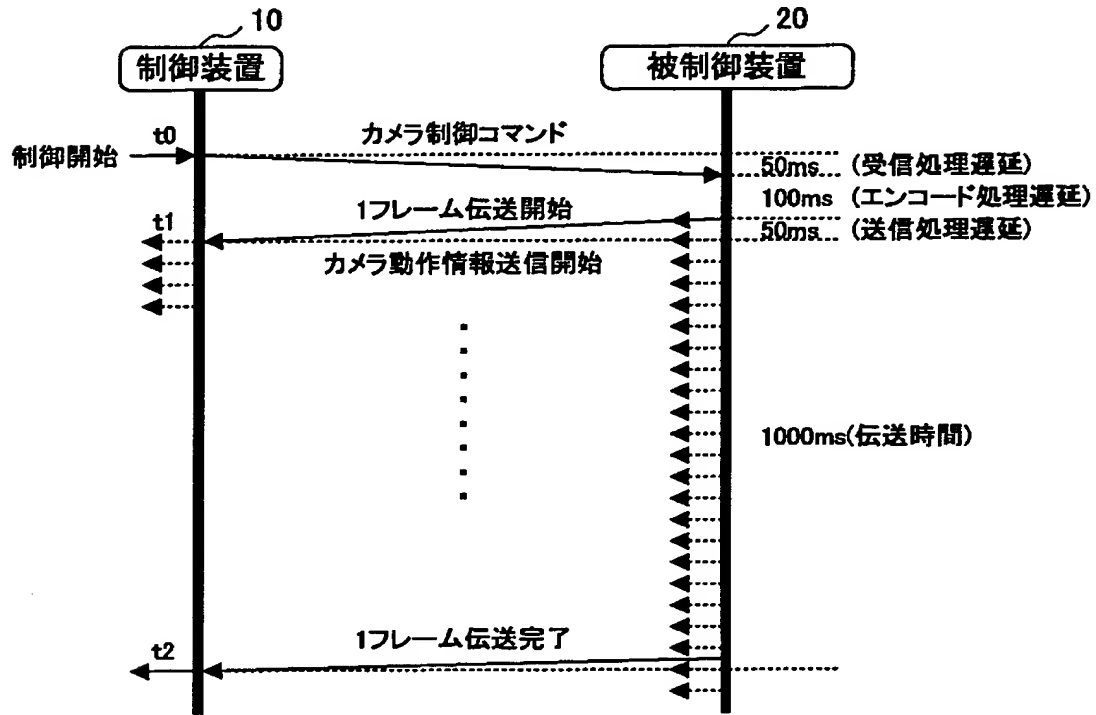 10
20
制御装置
被制御装置
t0
制御開始
カメラ制御コマンド
50ms (受信処理遅延)
100ms (エンコード処理遅延)
1フレーム伝送開始
50ms (送信処理遅延)
t1
カメラ動作情報送信開始
1000ms(伝送時間)
1フレーム伝送完了
t2